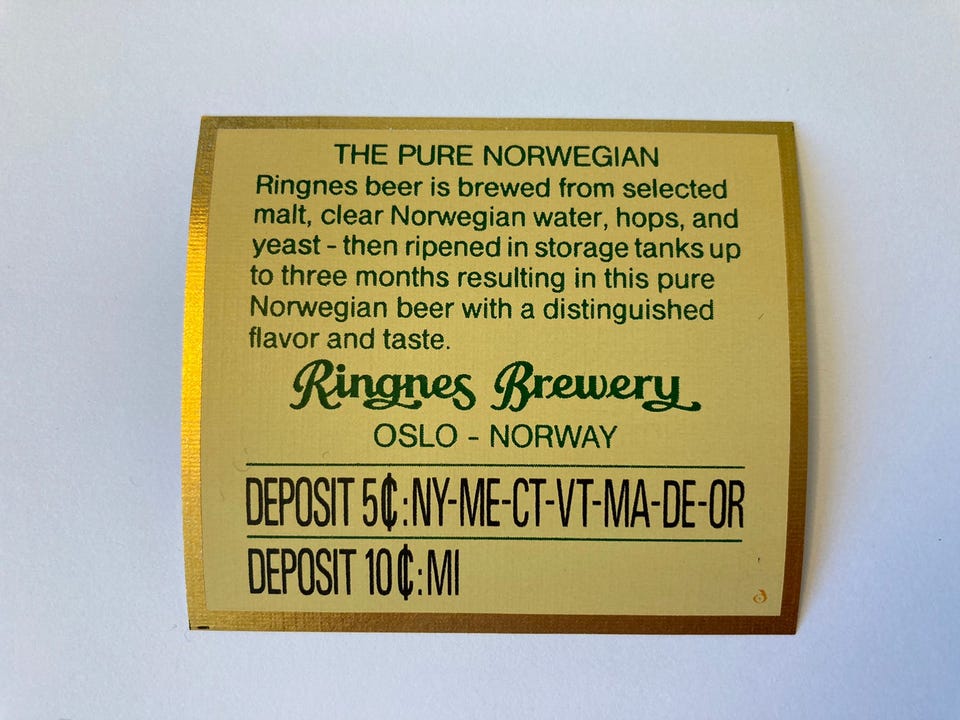 THE PURE NORWEGIAN
Ringnes beer is brewed from selected
malt, clear Norwegian water, hops, and
yeast - then ripened in storage tanks up
to three months resulting in this pure
Norwegian beer with a distinguished
flavor and taste.
Ringnes Brewery
OSLO - NORWAY
DEPOSIT 5¢:NY-ME-CT-VT-MA-DE-OR
DEPOSIT 10¢:MI